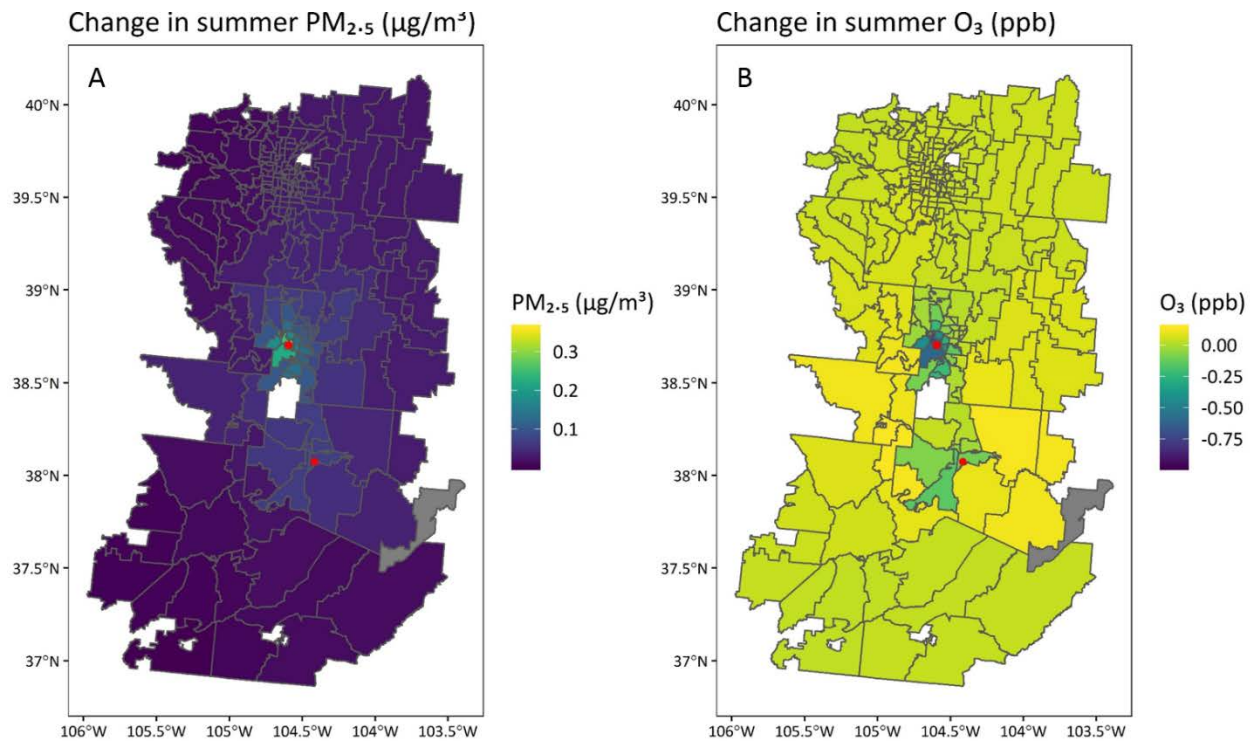 Change in summer PM₂.₅ (µg/m³)
A
40°N
39.5°N
39°N
38.5°N
38°N
37.5°N
37°N
106°W 105.5°W 105°W 104.5°W 104°W 103.5°W
PM₂.₅ (µg/m³)
0.3
0.2
0.1
Change in summer O₃ (ppb)
B
40°N
39.5°N
39°N
38.5°N
38°N
37.5°N
37°N
106°W 105.5°W 105°W 104.5°W 104°W 103.5°W
O₃ (ppb)
0.00
-0.25
-0.50
-0.75